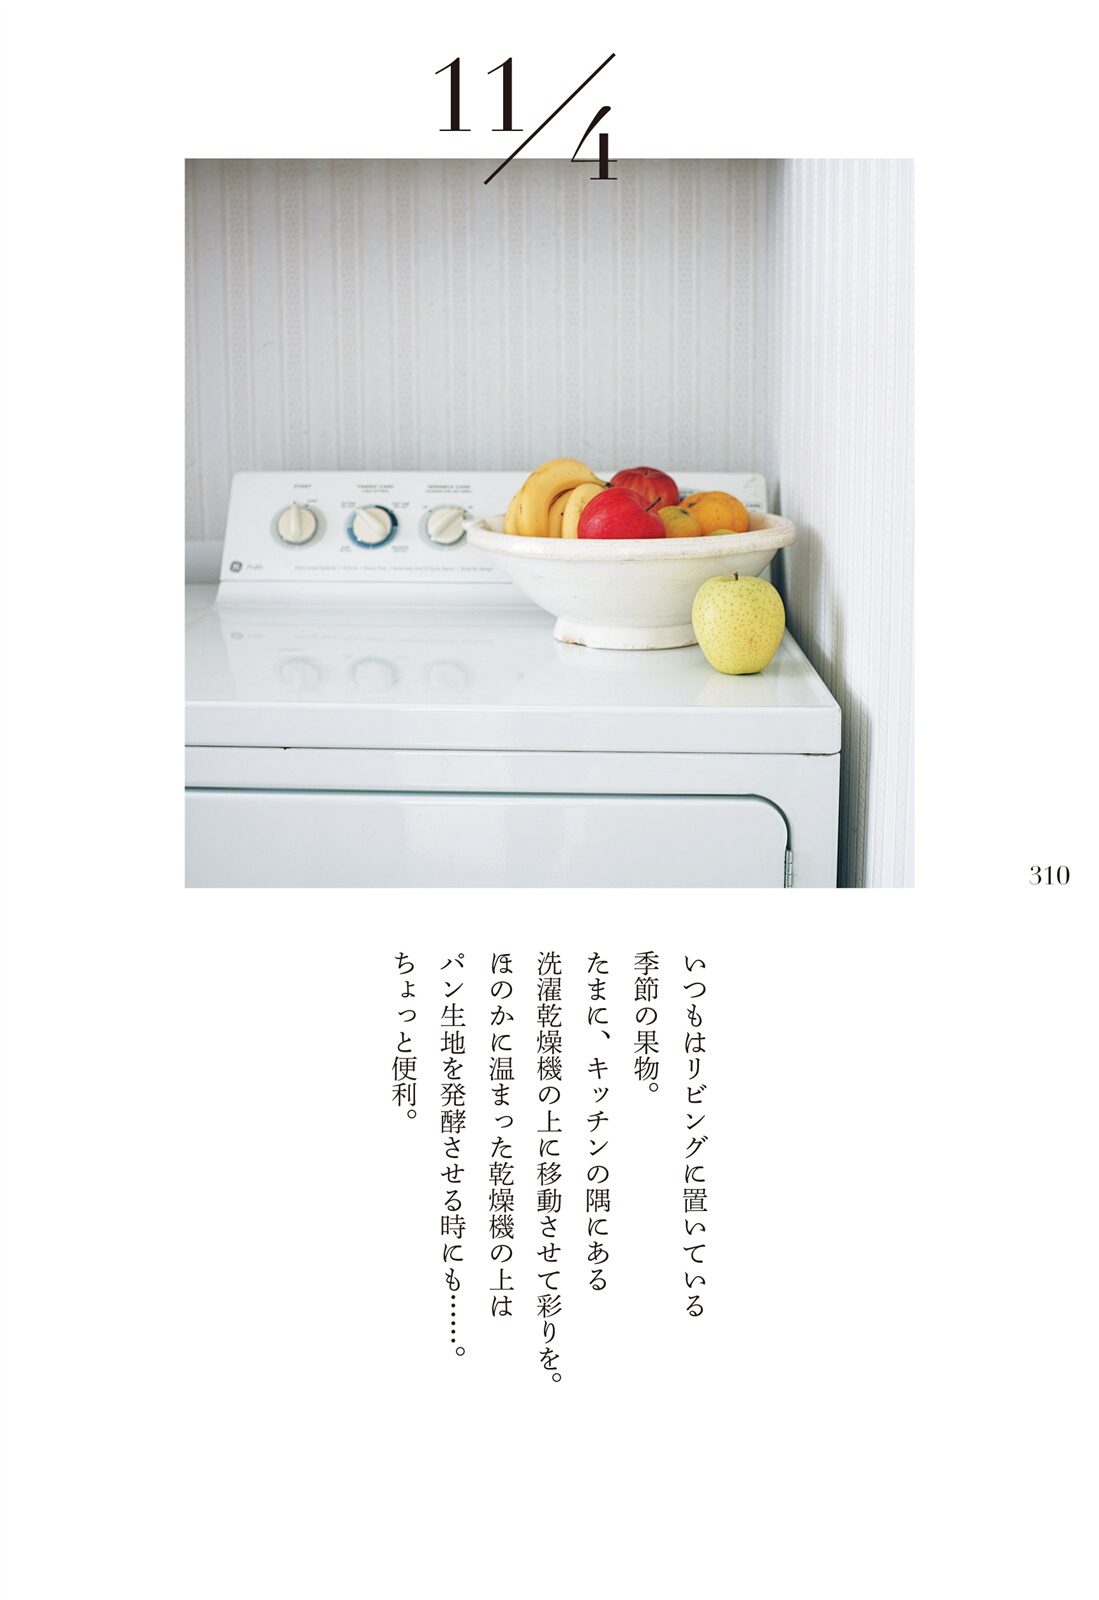 11/4
START
310
いつもはリビングに置いている
季節の果物。
たまに、キッチンの隅にある
洗濯乾燥機の上に移動させて彩りを。
ほのかに温まった乾燥機の上は
パン生地を発酵させる時にも……。
ちょっと便利。